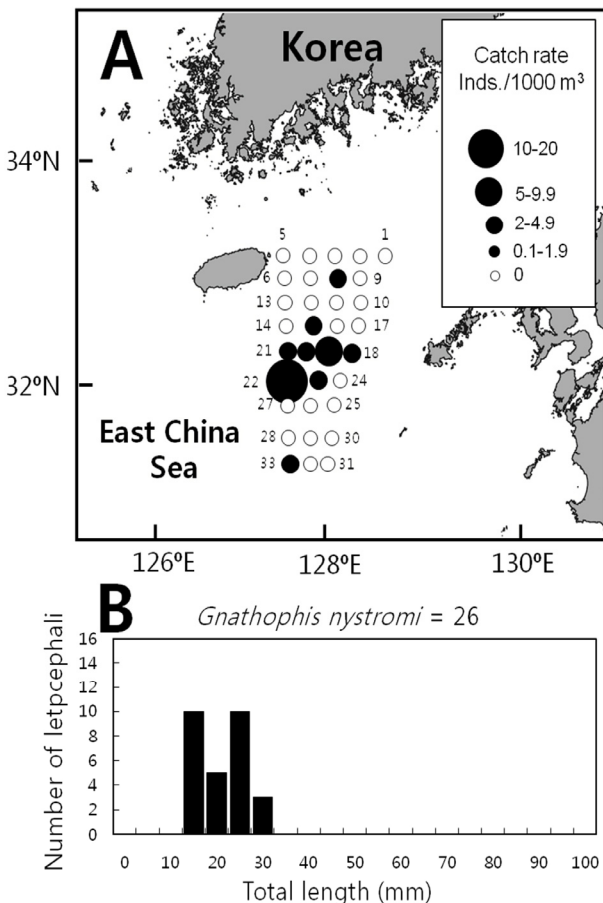 A
Korea
Catch rate
Inds./1000 m³
10-20
5-9.9
2-4.9
0.1-1.9
0
34ºN
32ºN
5 1
6 9
13 10
14 17
21 18
22 24
27 25
28 30
33 31
East China
Sea
126ºE 128ºE 130ºE
B
Gnathophis nystromi = 26
Number of letpcephali
16
14
12
10
8
6
4
2
0
0 10 20 30 40 50 60 70 80 90 100
Total length (mm)